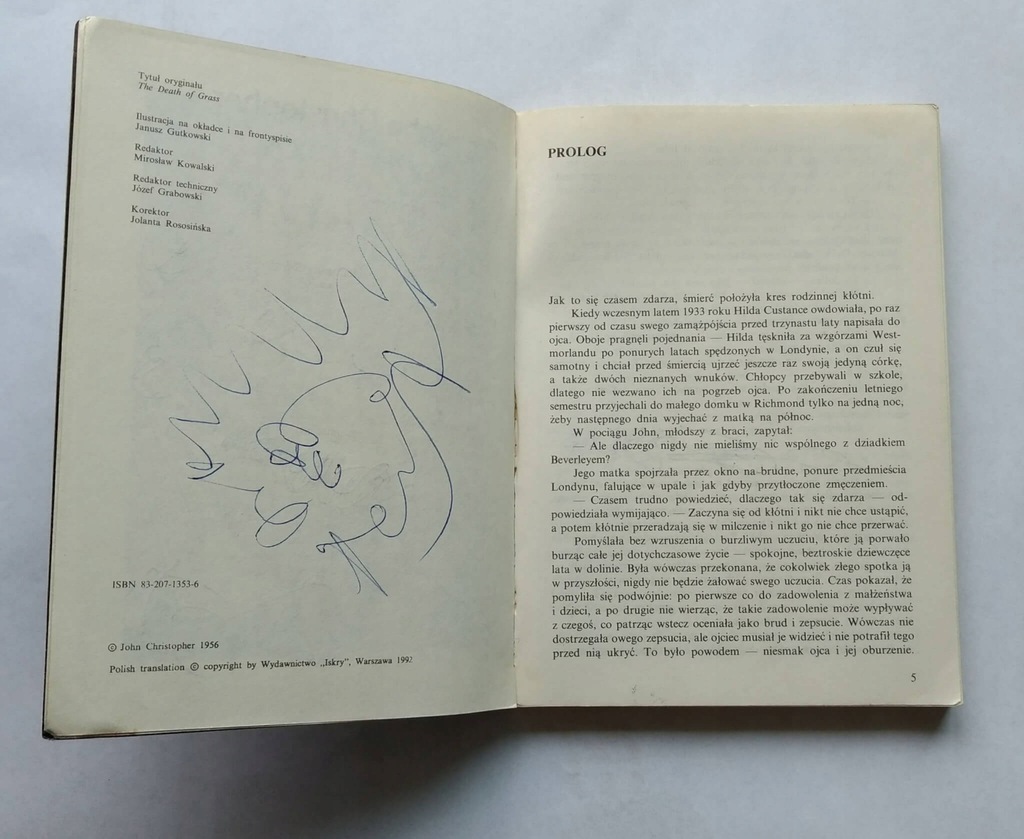 Tytuł oryginału
The Death of Grass
Ilustracja na okładce i na frontyspisie
Janusz Gutkowski
Redaktor
Mirosław Kowalski
Redaktor techniczny
Józef Grabowski
Korektor
Jolanta Rososińska
ISBN 83-207-1353-6
© John Christopher 1956
Polish translation © copyright by Wydawnictwo „Iskry”, Warszawa 1992
PROLOG
Jak to się czasem zdarza, śmierć położyła kres rodzinnej kłótni.
Kiedy wczesnym latem 1933 roku Hilda Custance owdowiała, po raz
pierwszy od czasu swego zamążpójścia przed trzynastu laty napisała do
ojca. Oboje pragnęli pojednania — Hilda tęskniła za wzgórzami West-
morlandu po ponurych latach spędzonych w Londynie, a on czuł się
samotny i chciał przed śmiercią ujrzeć jeszcze raz swoją jedyną córkę,
a także dwóch nieznanych wnuków. Chłopcy przebywali w szkole,
dlatego nie wezwano ich na pogrzeb ojca. Po zakończeniu letniego
semestru przyjechali do małego domku w Richmond tylko na jedną noc,
żeby następnego dnia wyjechać z matką na północ.
W pociągu John, młodszy z braci, zapytał:
— Ale dlaczego nigdy nie mieliśmy nic wspólnego z dziadkiem
Beverleyem?
Jego matka spojrzała przez okno na brudne, ponure przedmieścia
Londynu, falujące w upale i jak gdyby przytłoczone zmęczeniem.
— Czasem trudno powiedzieć, dlaczego tak się zdarza — od-
powiedziała wymijająco. — Zaczyna się od kłótni i nikt nie chce ustąpić,
a potem kłótnie przeradzają się w milczenie i nikt go nie chce przerwać.
Pomyślała bez wzruszenia o burzliwym uczuciu, które ją porwało
burząc całe jej dotychczasowe życie — spokojne, beztroskie dziewczęce
lata w dolinie. Była wówczas przekonana, że cokolwiek złego spotka ją
w przyszłości, nigdy nie będzie żałować swego uczucia. Czas pokazał, że
pomyliła się podwójnie: po pierwsze co do zadowolenia z małżeństwa
i dzieci, a po drugie nie wierząc, że takie zadowolenie może wypływać
z czegoś, co patrząc wstecz oceniała jako brud i zepsucie. Wówczas nie
dostrzegała owego zepsucia, ale ojciec musiał je widzieć i nie potrafił tego
przed nią ukryć. To było powodem — niesmak ojca i jej oburzenie.
5